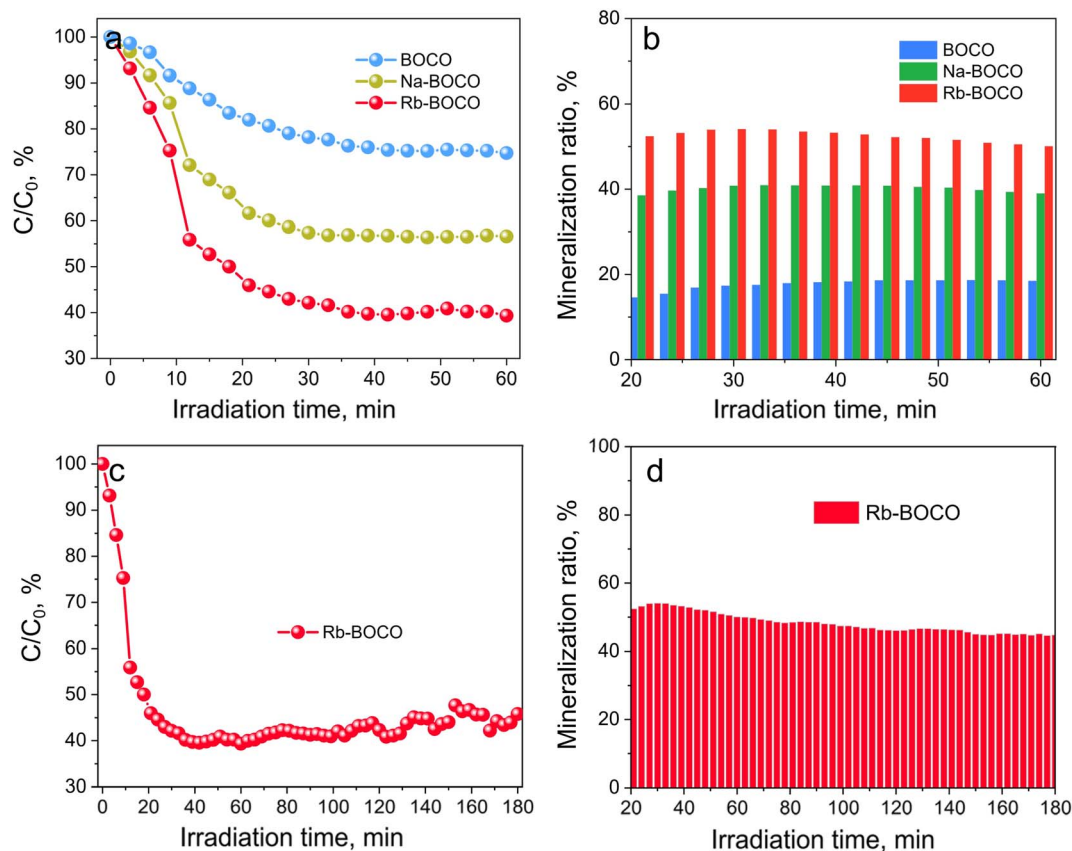 a
C/C₀, %
100
90
80
70
60
50
40
30
BOCO
Na-BOCO
Rb-BOCO
0 10 20 30 40 50 60
Irradiation time, min
b
Mineralization ratio, %
80
60
40
20
0
BOCO
Na-BOCO
Rb-BOCO
20 30 40 50 60
Irradiation time, min
c
C/C₀, %
100
90
80
70
60
50
40
30
Rb-BOCO
0 20 40 60 80 100 120 140 160 180
Irradiation time, min
d
Mineralization ratio, %
100
80
60
40
20
0
Rb-BOCO
20 40 60 80 100 120 140 160 180
Irradiation time, min